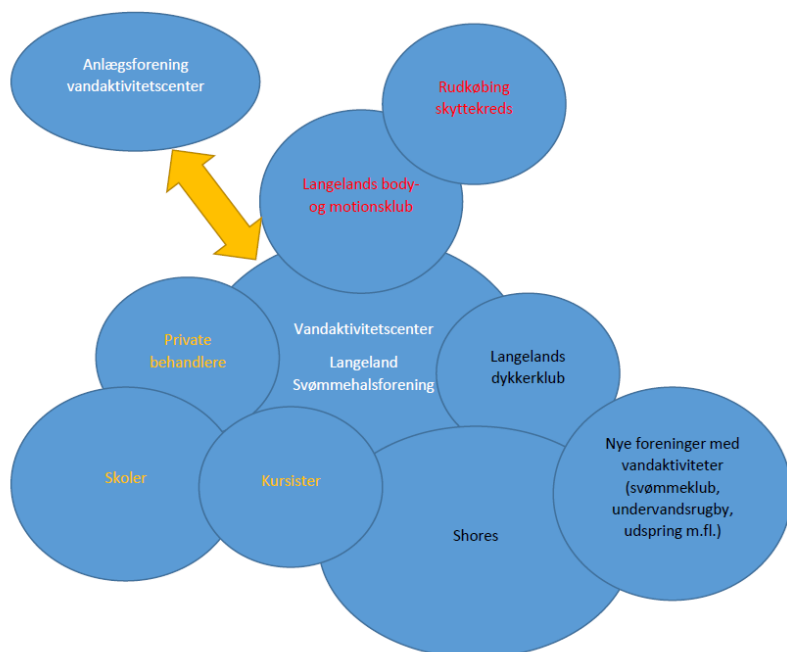 Anlægsforening
vandaktivitetscenter
Rudkøbing
skyttekreds
Langelands body-
og motionsklub
Vandaktivitetscenter
Langeland
Svømmehalsforening
Private
behandlere
Langelands
dykkerklub
Nye foreninger med
vandaktiviteter
(svømmeklub,
undervandsrugby,
udspring m.fl.)
Skoler
Kursister
Shores